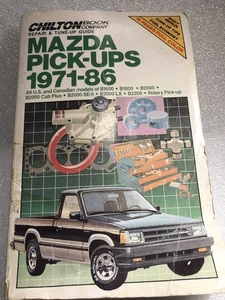 CHILTON BOOK COMPANY
REPAIR & TUNE-UP GUIDE
MAZDA
PICK-UPS
1971-86
All U.S. and Canadian models of B1600 • B1800 • B2000 •
B2000 Cab Plus • B2000 SE-5 • B2000 LX • B2200 • Rotary Pick-up